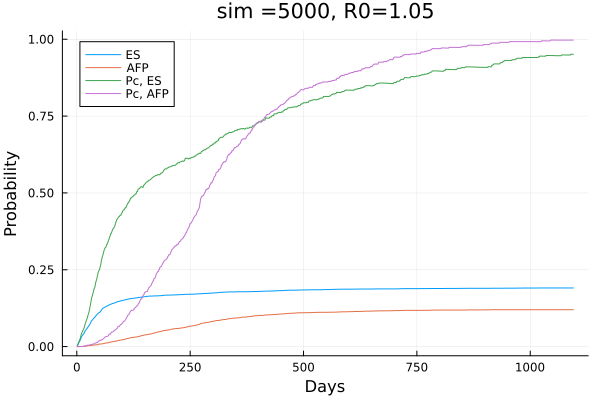 sim =5000, R0=1.05
1.00
0.75
0.50
0.25
0.00
Probability
ES
AFP
Pc, ES
Pc, AFP
0
250
500
750
1000
Days